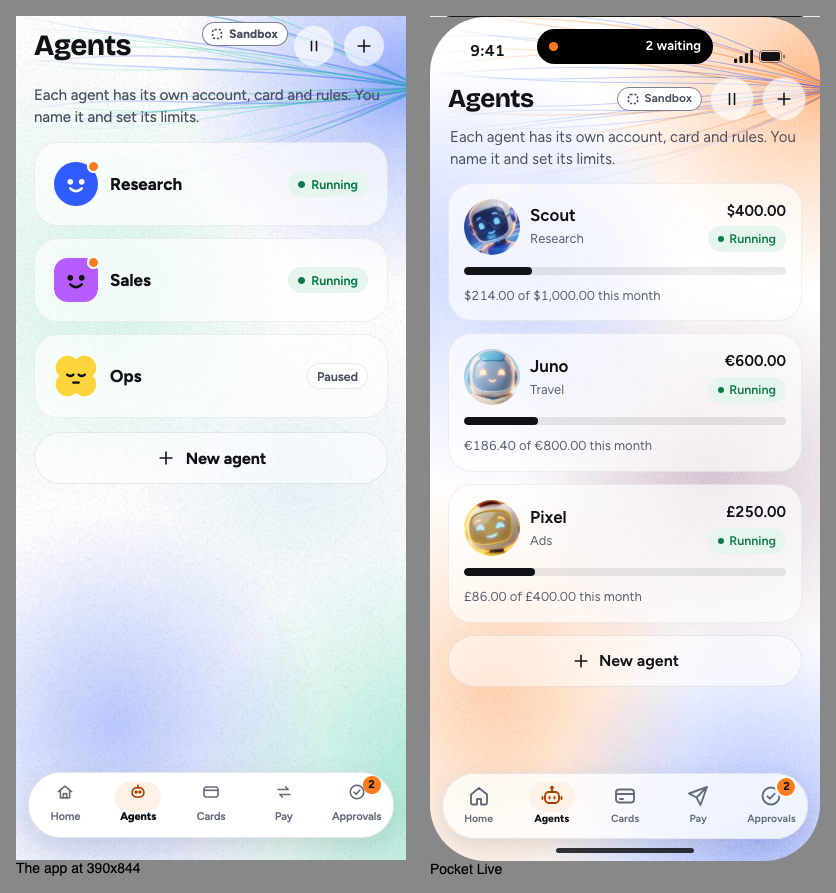 Agents
Sandbox
Each agent has its own account, card and rules. You
name it and set its limits.
Research
Running
Sales
Running
Ops
Paused
New agent
Home
Agents
Cards
Pay
Approvals
2
The app at 390x844
9:41
2 waiting
Agents
Sandbox
Each agent has its own account, card and rules. You
name it and set its limits.
Scout
$400.00
Research
Running
$214.00 of $1,000.00 this month
Juno
€600.00
Travel
Running
€186.40 of €800.00 this month
Pixel
£250.00
Ads
Running
£86.00 of £400.00 this month
New agent
Home
Agents
Cards
Pay
Approvals
2
Pocket Live